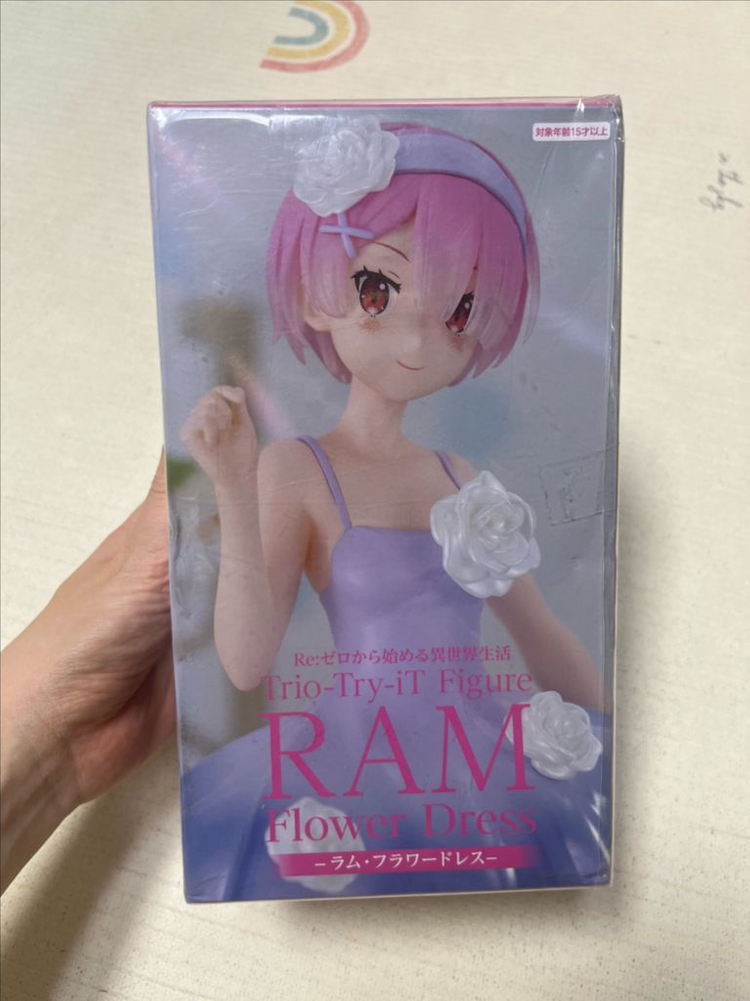 対象年齢15才以上
Re:ゼロから始める異世界生活
Trio-Try-iT Figure
RAM
Flower Dress
–ラム・フラワードレス–